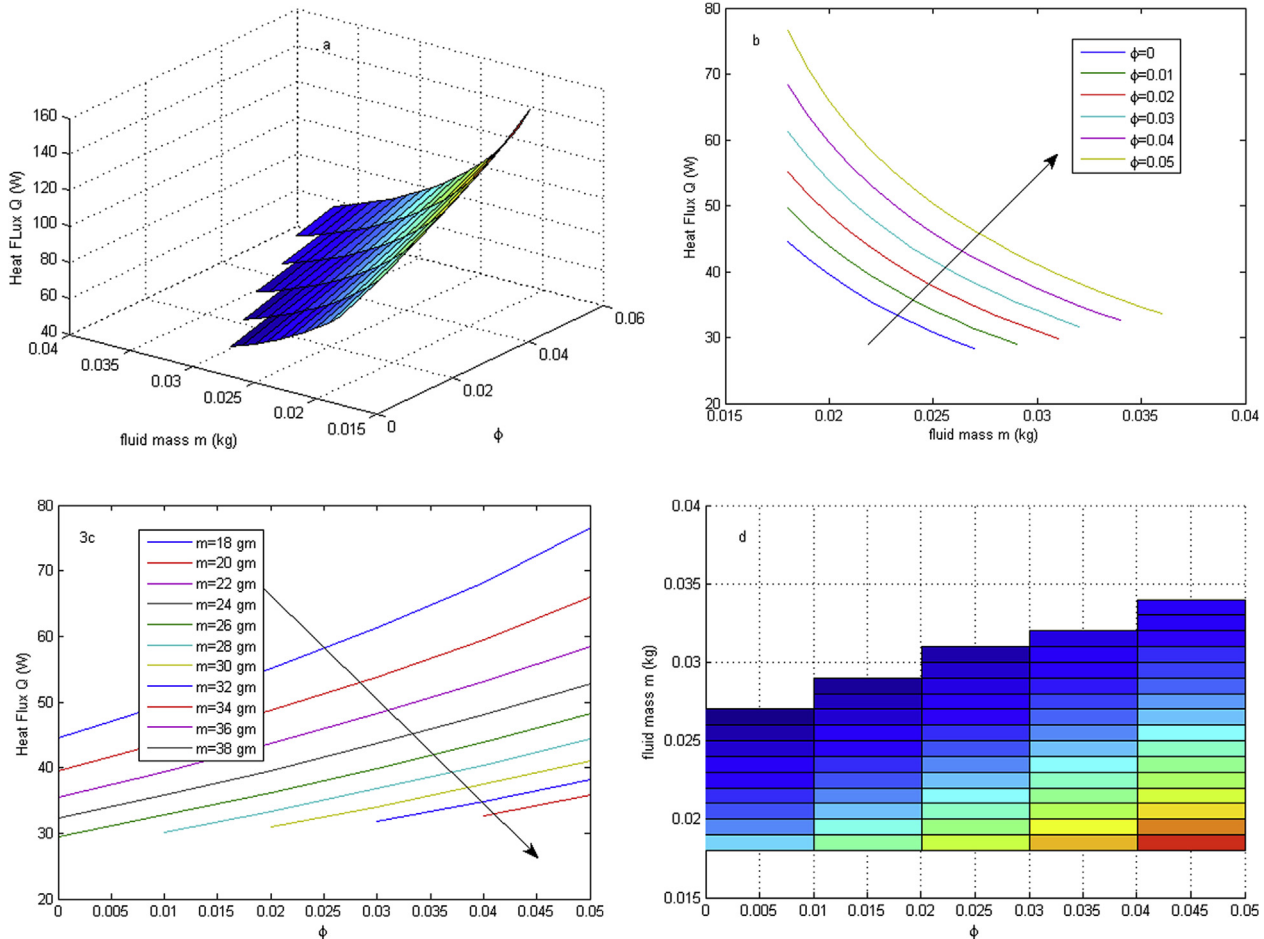 a
Heat Flux Q (W)
160
140
120
100
80
60
40
0.04
0.035
0.03
0.025
0.02
0.015
fluid mass m (kg)
0
0.02
0.04
0.06
ϕ
b
Heat Flux Q (W)
80
70
60
50
40
30
20
0.015
0.02
0.025
0.03
0.035
0.04
fluid mass m (kg)
ϕ=0
ϕ=0.01
ϕ=0.02
ϕ=0.03
ϕ=0.04
ϕ=0.05
3c
Heat Flux Q (W)
80
70
60
50
40
30
20
m=18 gm
m=20 gm
m=22 gm
m=24 gm
m=26 gm
m=28 gm
m=30 gm
m=32 gm
m=34 gm
m=36 gm
m=38 gm
0
0.005
0.01
0.015
0.02
0.025
0.03
0.035
0.04
0.045
0.05
ϕ
d
fluid mass m (kg)
0.04
0.035
0.03
0.025
0.02
0.015
0
0.005
0.01
0.015
0.02
0.025
0.03
0.035
0.04
0.045
0.05
ϕ